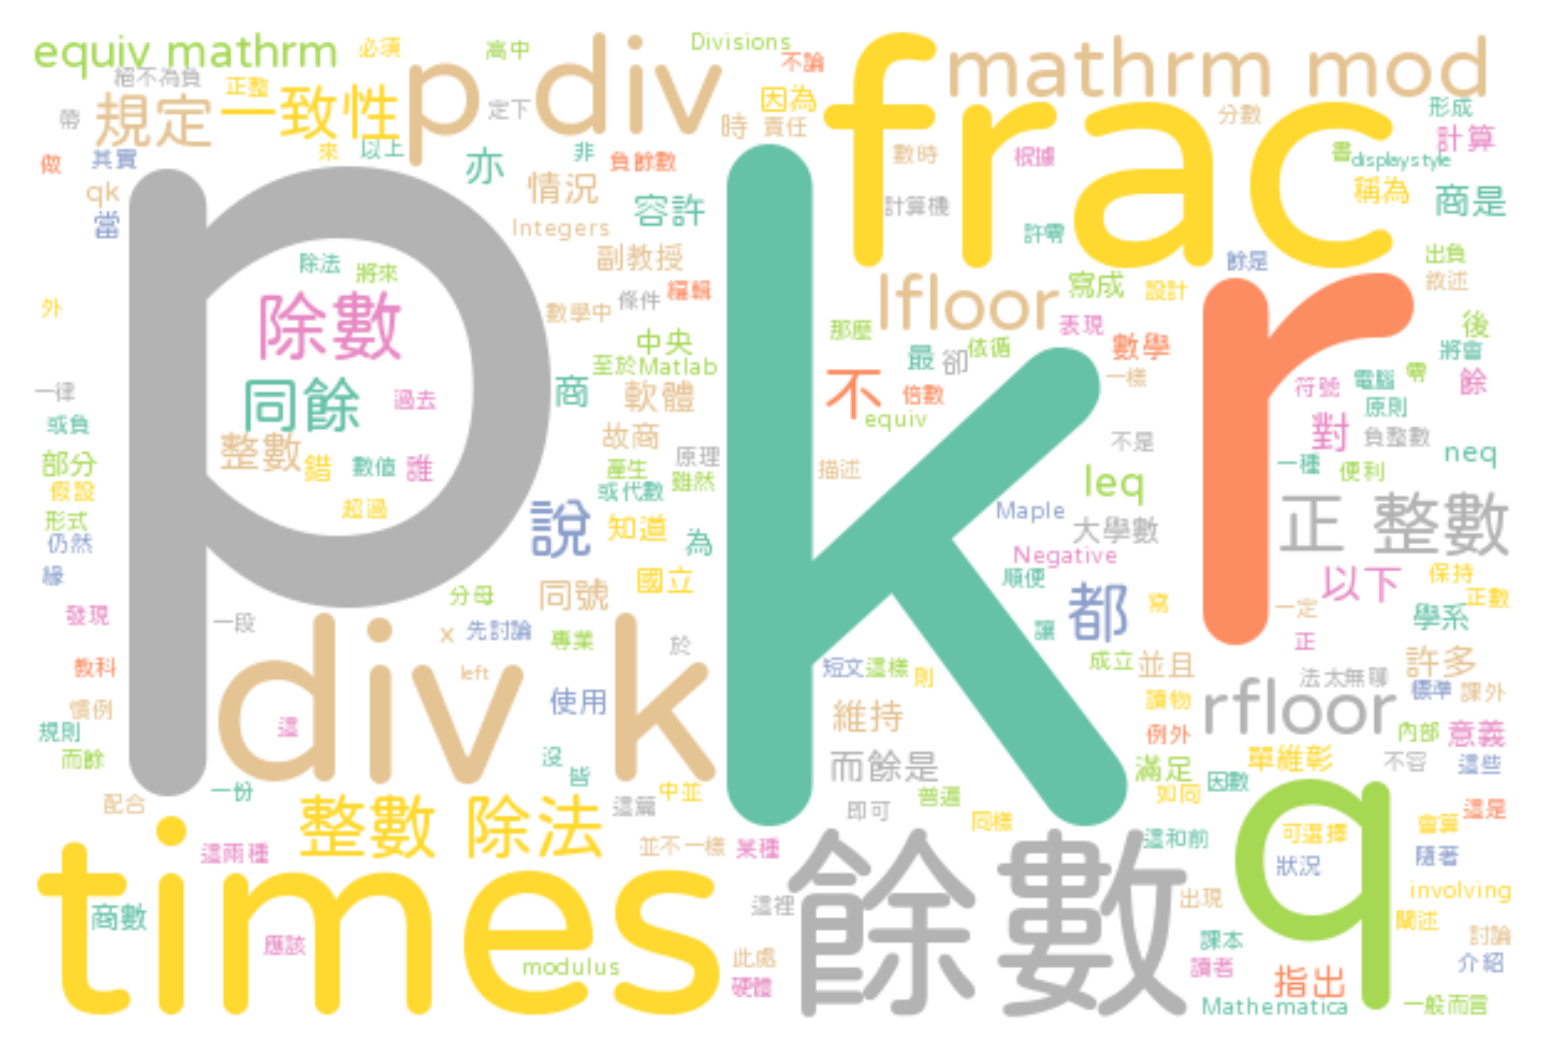 equiv mathrm
必須
高中
Divisions
不論
mathrm mod
絕不為負
正整
p div
frac
帶
規定
一致性
定下
因為
時
責任
分數
形成
計算
做
其實
來
以上
亦
非
負餘數
數時
根據
書
displaystyle
qk
當
情況
容許
計算機
稱為
商是
Integers
許零
除法
將來
副教授
餘是
出負
敘述
外
除數
數學中
條件
編輯
lfloor
寫成
設計
中央
那麼
表現
後
至於Matlab
最
卻
依循
數學
將會
一律
同餘
過去
商
軟體
不
倍數
一樣
符號
電腦
零
餘
或負
equiv
原則
整數
錯
數值
誰
故商
原理
不是
對
負整數
部分
產生
雖然
描述
一種
便利
neq
假設
超過
或代數
leq
形式
說
知道
為
Maple
大學數
正 整數
仍然
p
k
r
Negative
緣
分母
同號
國立
順便
都
寫
以下
保持
正數
發現
一段
x
先討論
專業
於
讓
一定
學系
正
教科
div k
left
短文
這樣
則
成立
並且
法太無聊
許多
慣例
這
使用
維持
讀物
rfloor
標準
課外
規則
例外
內部
意義
而餘
沒
皆
而餘是
滿足
因數
單維彰
不容
這些
配合
一份
這篇
中並
即可
普遍
如同
整數 除法
同樣
q
可選擇
會算
這是
times
這兩種
並不一樣
某種
餘數
這和前
狀況
隨著
商數
這裡
出現
involving
闡述
應該
modulus
此處
課本
討論
硬體
讀者
指出
介紹
Mathematica
一般而言